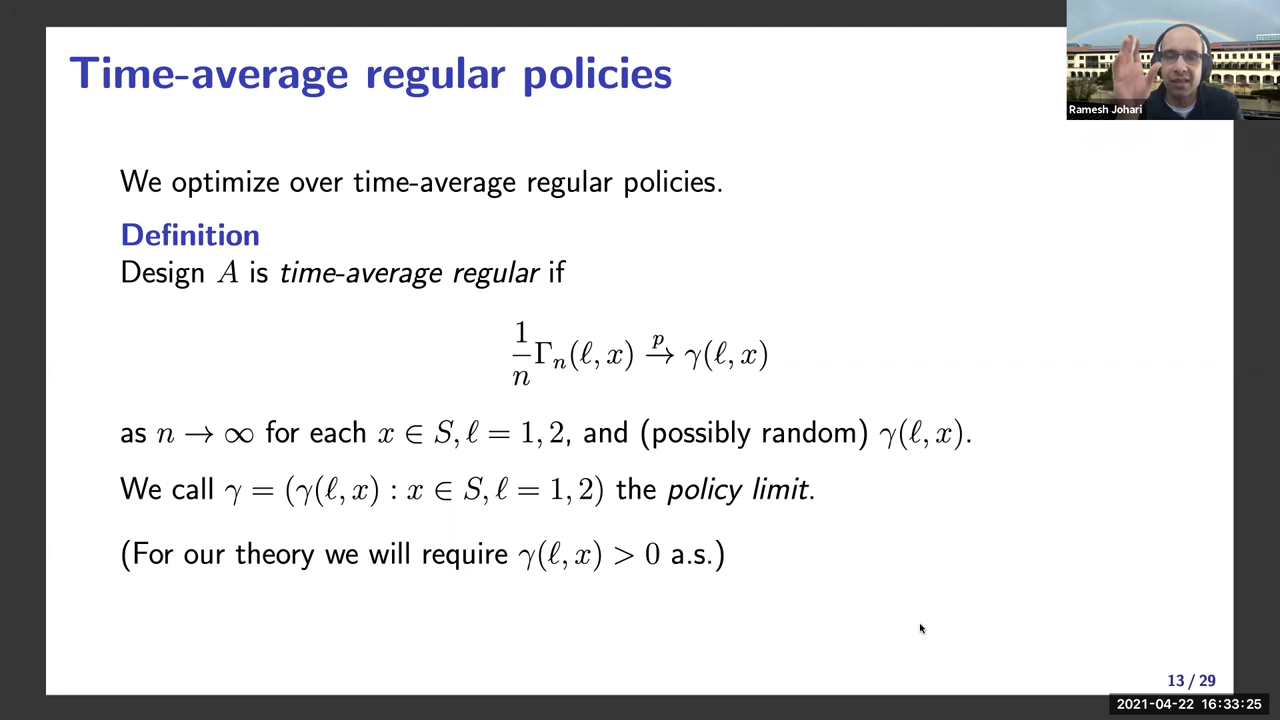 Time-average regular policies
Ramesh Johari
We optimize over time-average regular policies.
Definition
Design A is time-average regular if
1/n Γₙ(ℓ, x) →ᵖ γ(ℓ, x)
as n → ∞ for each x ∈ S, ℓ = 1, 2, and (possibly random) γ(ℓ, x).
We call γ = (γ(ℓ, x) : x ∈ S, ℓ = 1, 2) the policy limit.
(For our theory we will require γ(ℓ, x) > 0 a.s.)
13 / 29
2021-04-22 16:33:25